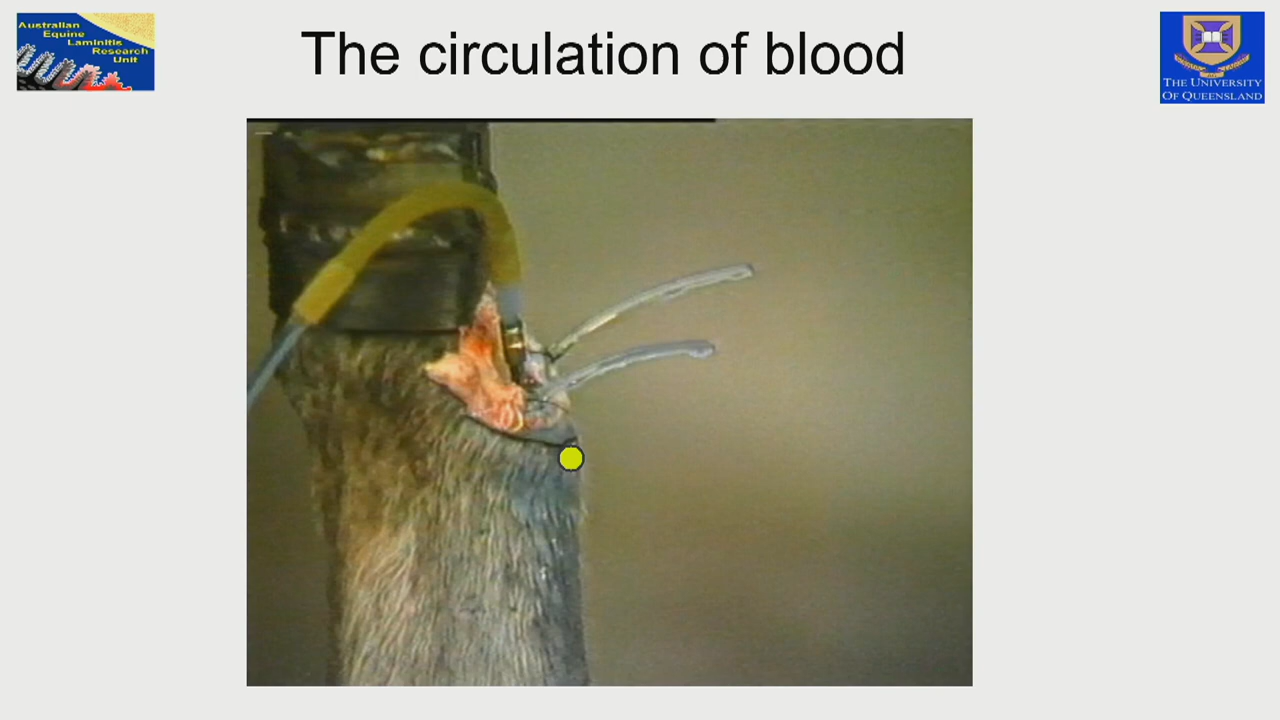 Australian
Equine
Laminitis
Research
Unit
The circulation of blood
THE UNIVERSITY
OF QUEENSLAND